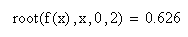 root(f(x),x,0,2) = 0.626